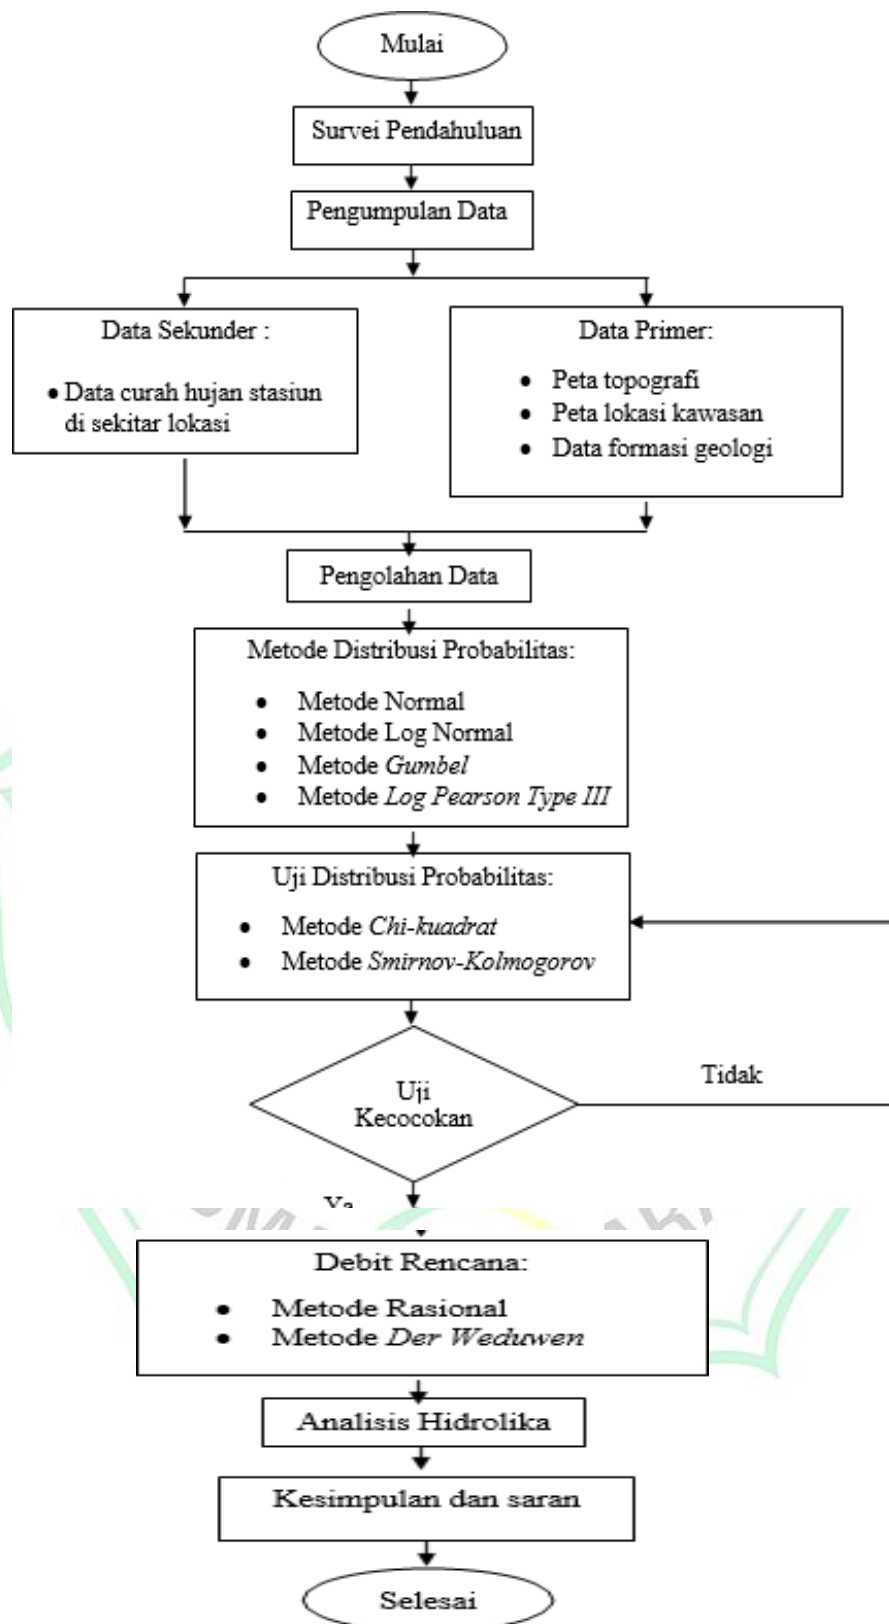 Mulai
Survei Pendahuluan
Pengumpulan Data
Data Sekunder :
• Data curah hujan stasiun
di sekitar lokasi
Data Primer:
• Peta topografi
• Peta lokasi kawasan
• Data formasi geologi
Pengolahan Data
Metode Distribusi Probabilitas:
• Metode Normal
• Metode Log Normal
• Metode Gumbel
• Metode Log Pearson Type III
Uji Distribusi Probabilitas:
• Metode Chi-kuadrat
• Metode Smirnov-Kolmogorov
Uji
Kecocokan
Tidak
Ya
Debit Rencana:
• Metode Rasional
• Metode Der Weduwen
Analisis Hidrolika
Kesimpulan dan saran
Selesai